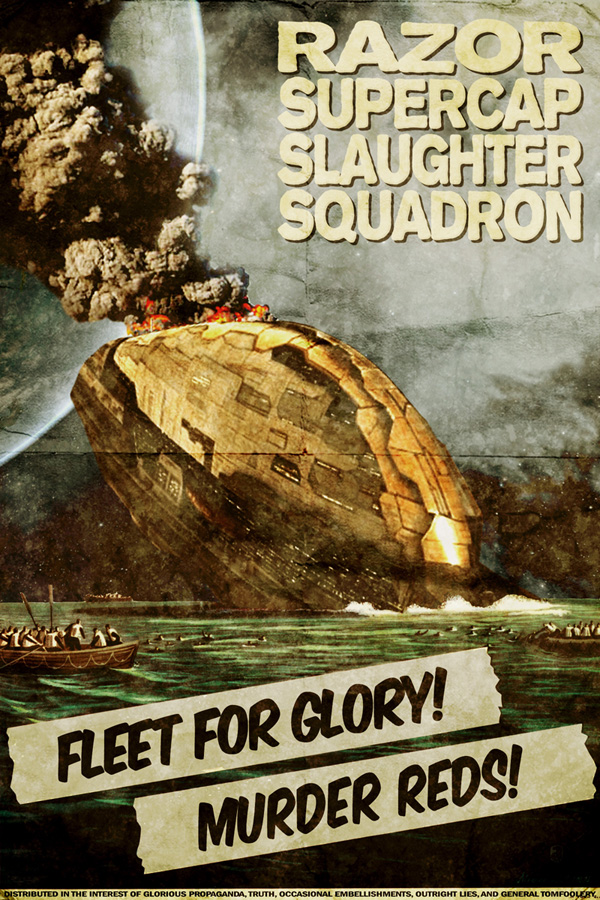 RAZOR
SUPERCAP
SLAUGHTER
SQUADRON
FLEET FOR GLORY!
MURDER REDS!
DISTRIBUTED IN THE INTEREST OF GLORIOUS PROPAGANDA, TRUTH, OCCASIONAL EMBELLISHMENTS, OUTRIGHT LIES, AND GENERAL TOMFOOLERY.